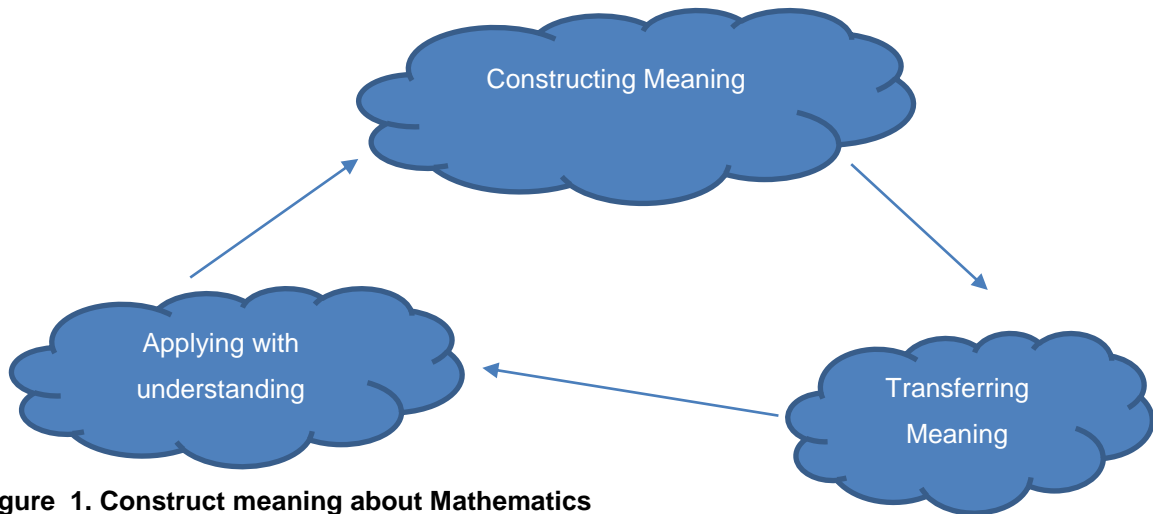 Constructing Meaning
Applying with
understanding
Transferring
Meaning
gure 1. Construct meaning about Mathematics